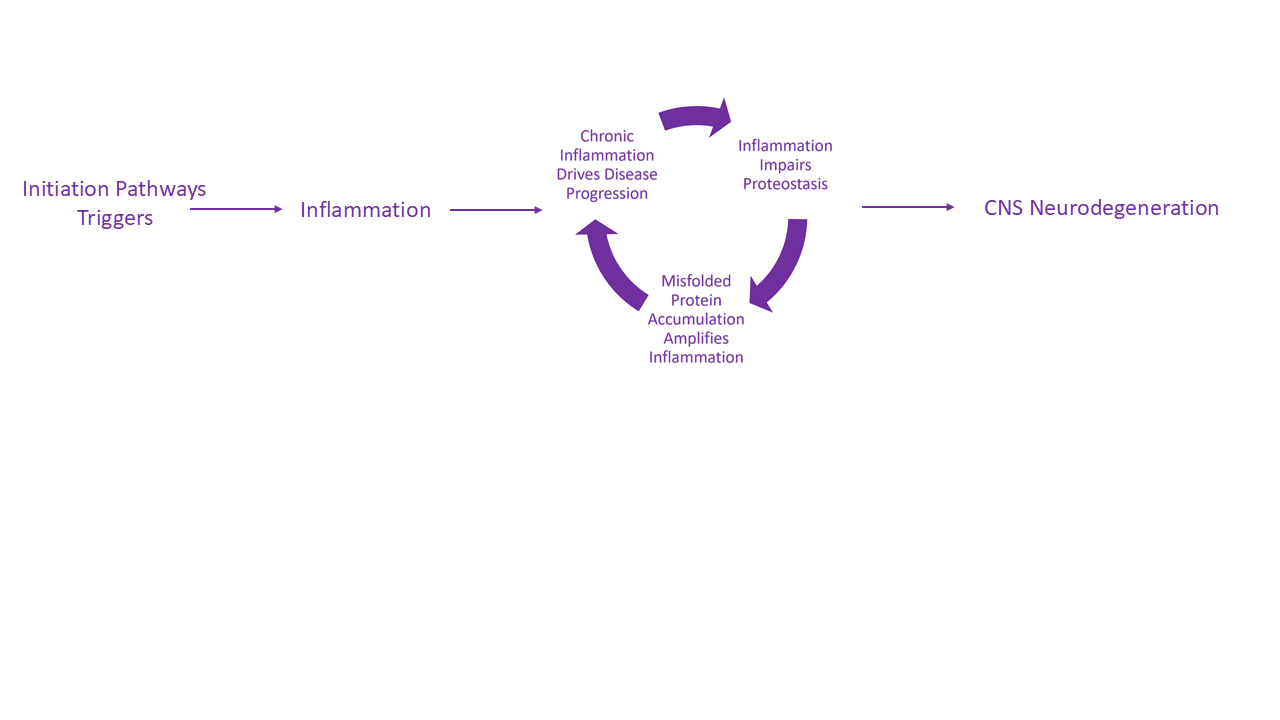 Initiation Pathways
Triggers
Inflammation
Chronic
Inflammation
Drives Disease
Progression
Inflammation
Impairs
Proteostasis
Misfolded
Protein
Accumulation
Amplifies
Inflammation
CNS Neurodegeneration